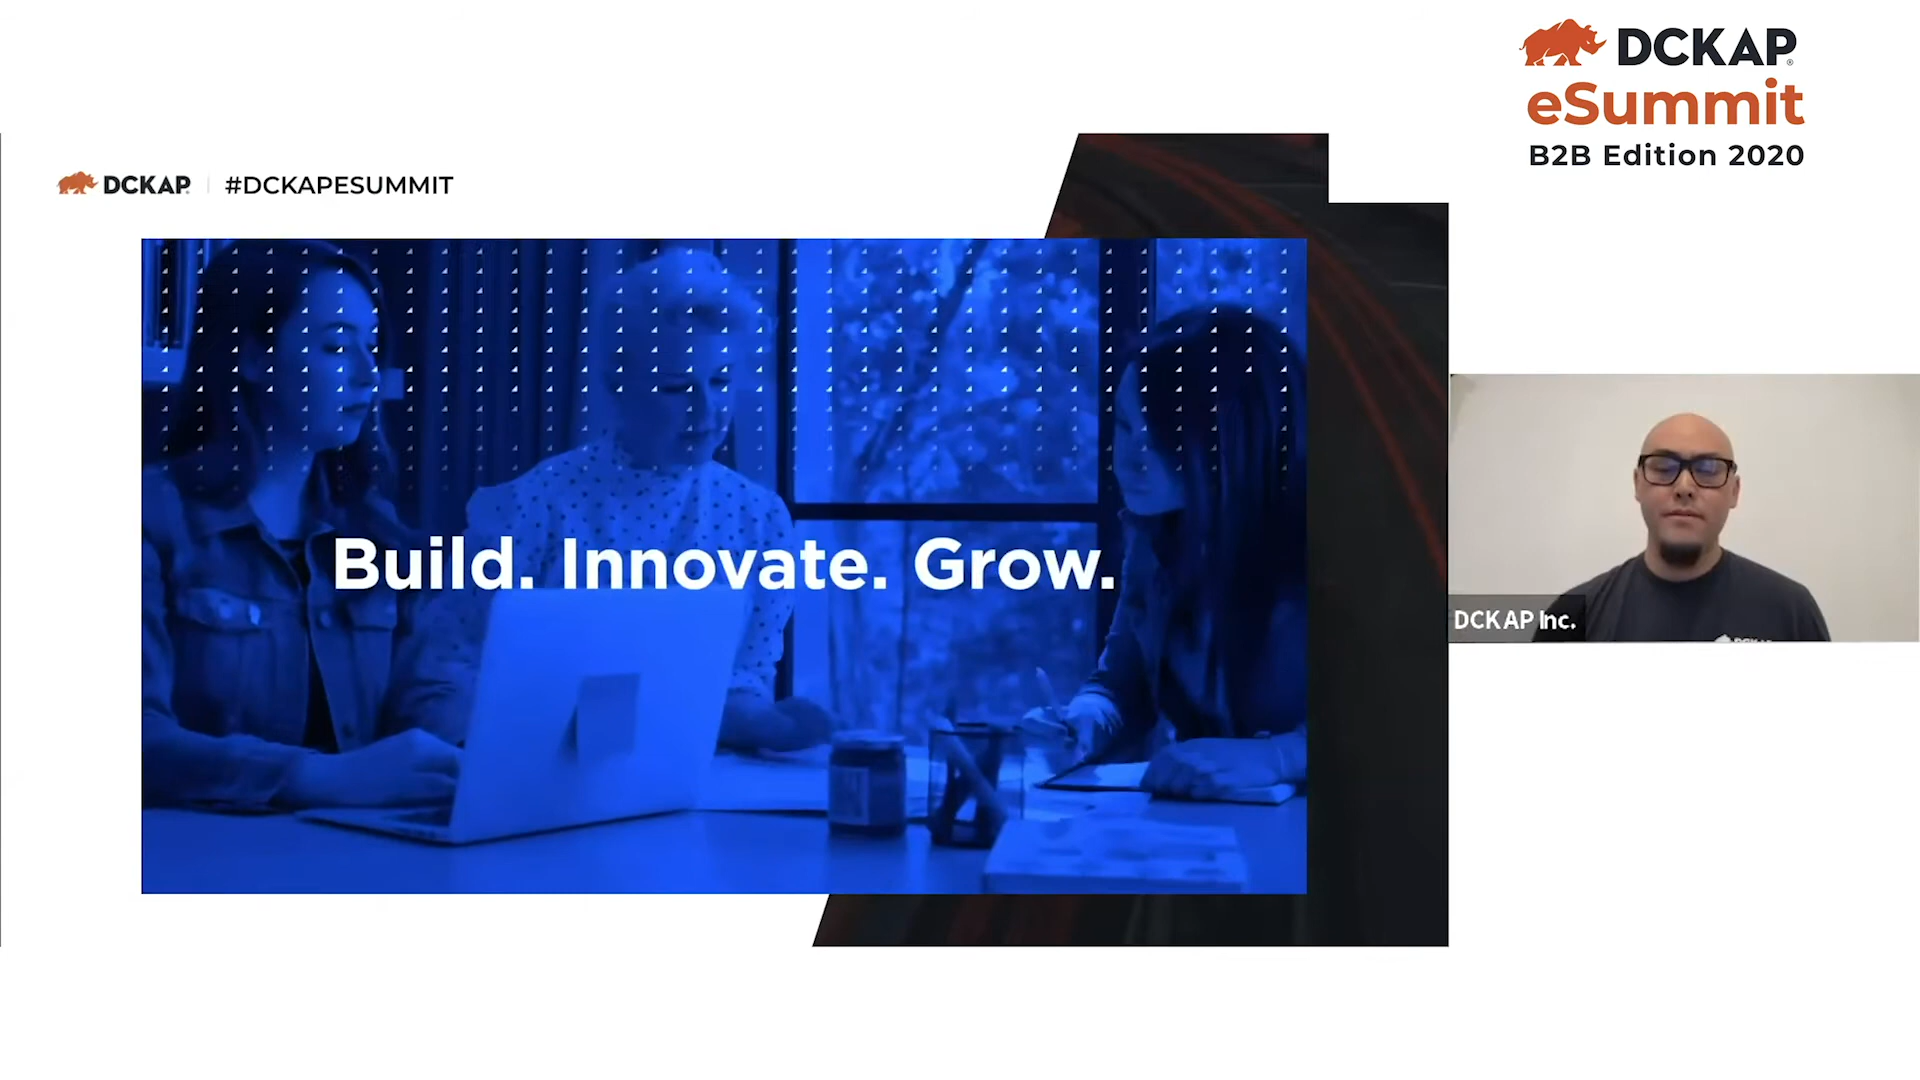 DCKAP
eSummit
B2B Edition 2020
DCKAP
#DCKAPESUMMIT
Build. Innovate. Grow.
DCKAP Inc.